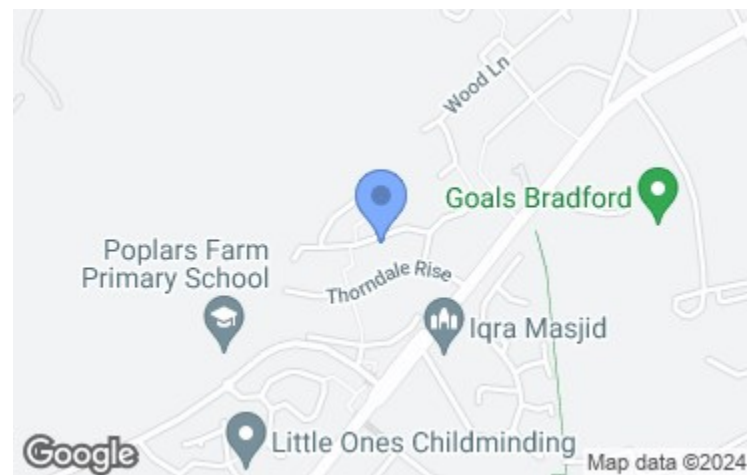 Wood Ln
Goals Bradford
Poplars Farm
Primary School
Thorndale Rise
Iqra Masjid
Little Ones Childminding
Google
Map data ©2024